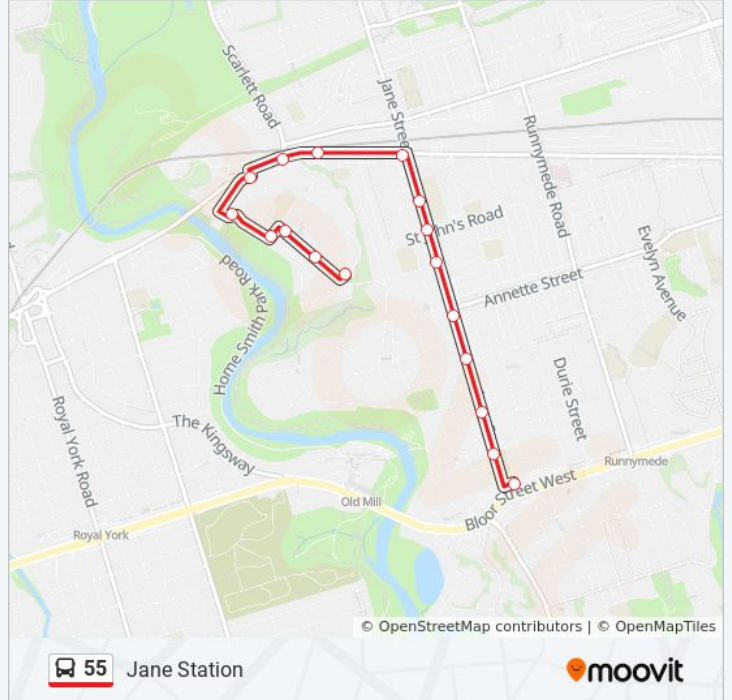 Scarlett Road
Jane Stree
Runnymede Road
St John's Road
Evelyn Avenue
Annette Street
Home Smith Park Road
Durie Street
Royal York Road
The Kingsway
Runnymede
Bloor Street West
Old Mill
Royal York
© OpenStreetMap contributors | © OpenMapTiles
55 Jane Station
moovit